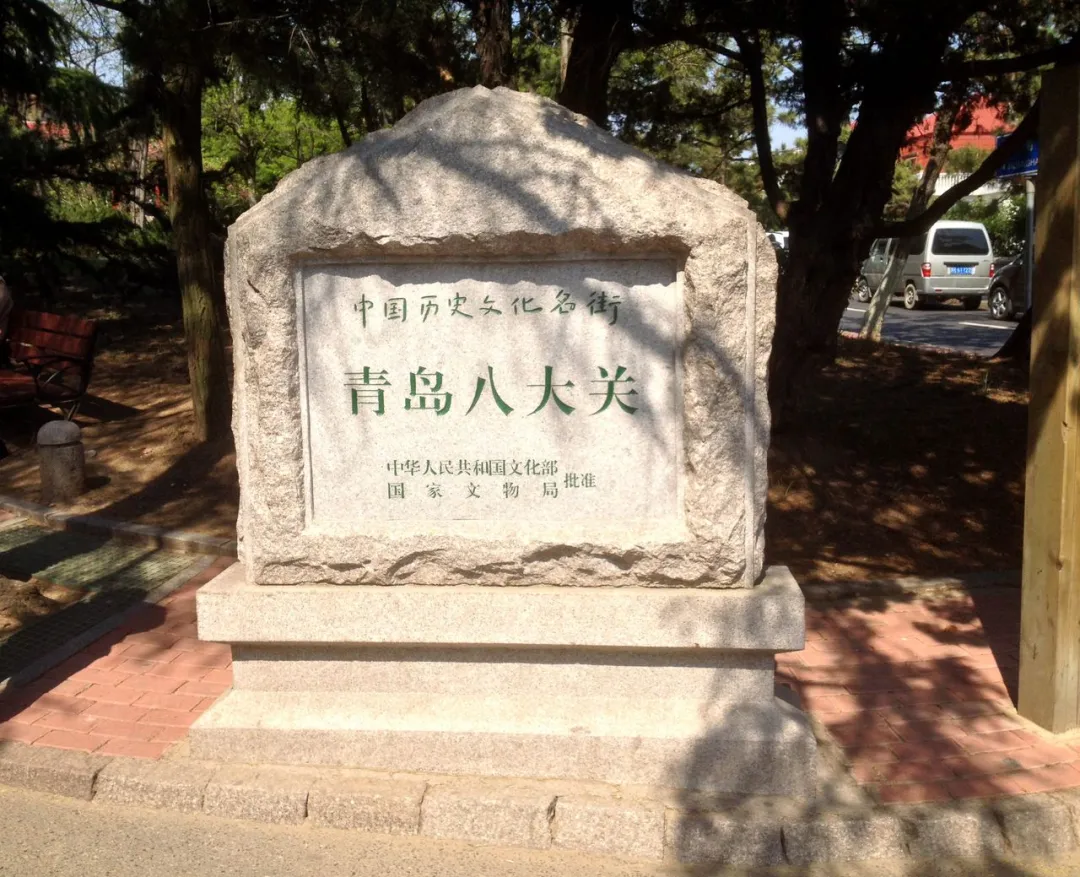 中国历史文化名街
青岛八大关
中华人民共和国文化部
国家文物局
批准